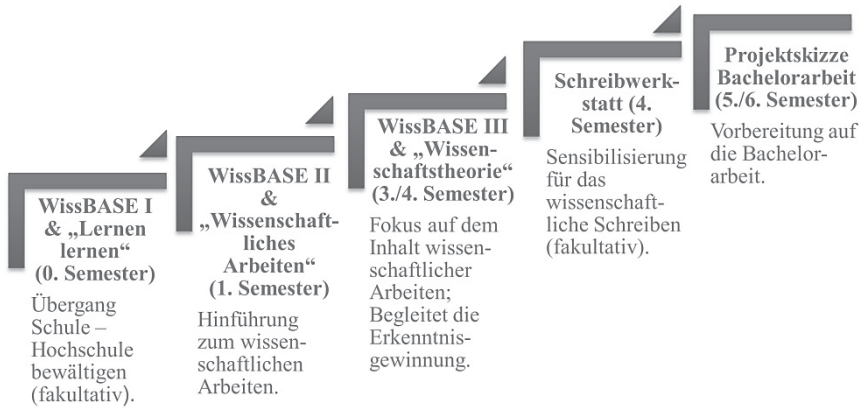 WissBASE I
& „Lernen
lernen“
(0. Semester)
Übergang
Schule –
Hochschule
bewältigen
(fakultativ).
WissBASE II
&
„Wissenschaft-
liches
Arbeiten“
(1. Semester)
Hinführung
zum wissen-
schaftlichen
Arbeiten.
WissBASE III
& „Wissen-
schaftstheorie“
(3./4. Semester)
Fokus auf dem
Inhalt wissen-
schaftlicher
Arbeiten;
Begleitet die
Erkenntnis-
gewinnung.
Schreibwerk-
statt (4.
Semester)
Sensibilisierung
für das
wissenschaft-
liche Schreiben
(fakultativ).
Projektskizze
Bachelorarbeit
(5./6. Semester)
Vorbereitung auf
die Bachelor-
arbeit.